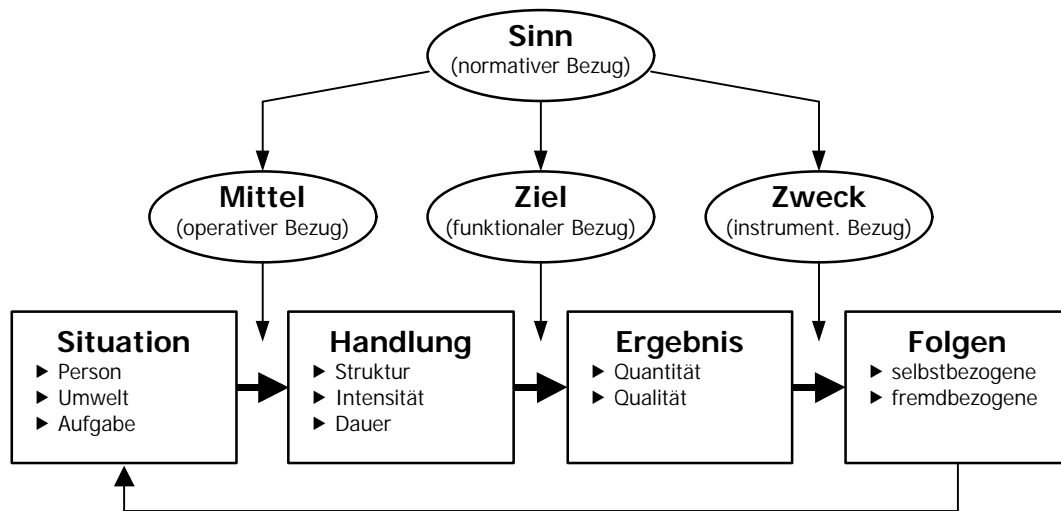 Sinn
(normativer Bezug)
Mittel
(operativer Bezug)
Ziel
(funktionaler Bezug)
Zweck
(instrument. Bezug)
Situation
Person
Umwelt
Aufgabe
Handlung
Struktur
Intensität
Dauer
Ergebnis
Quantität
Qualität
Folgen
selbstbezogene
fremdbezogene